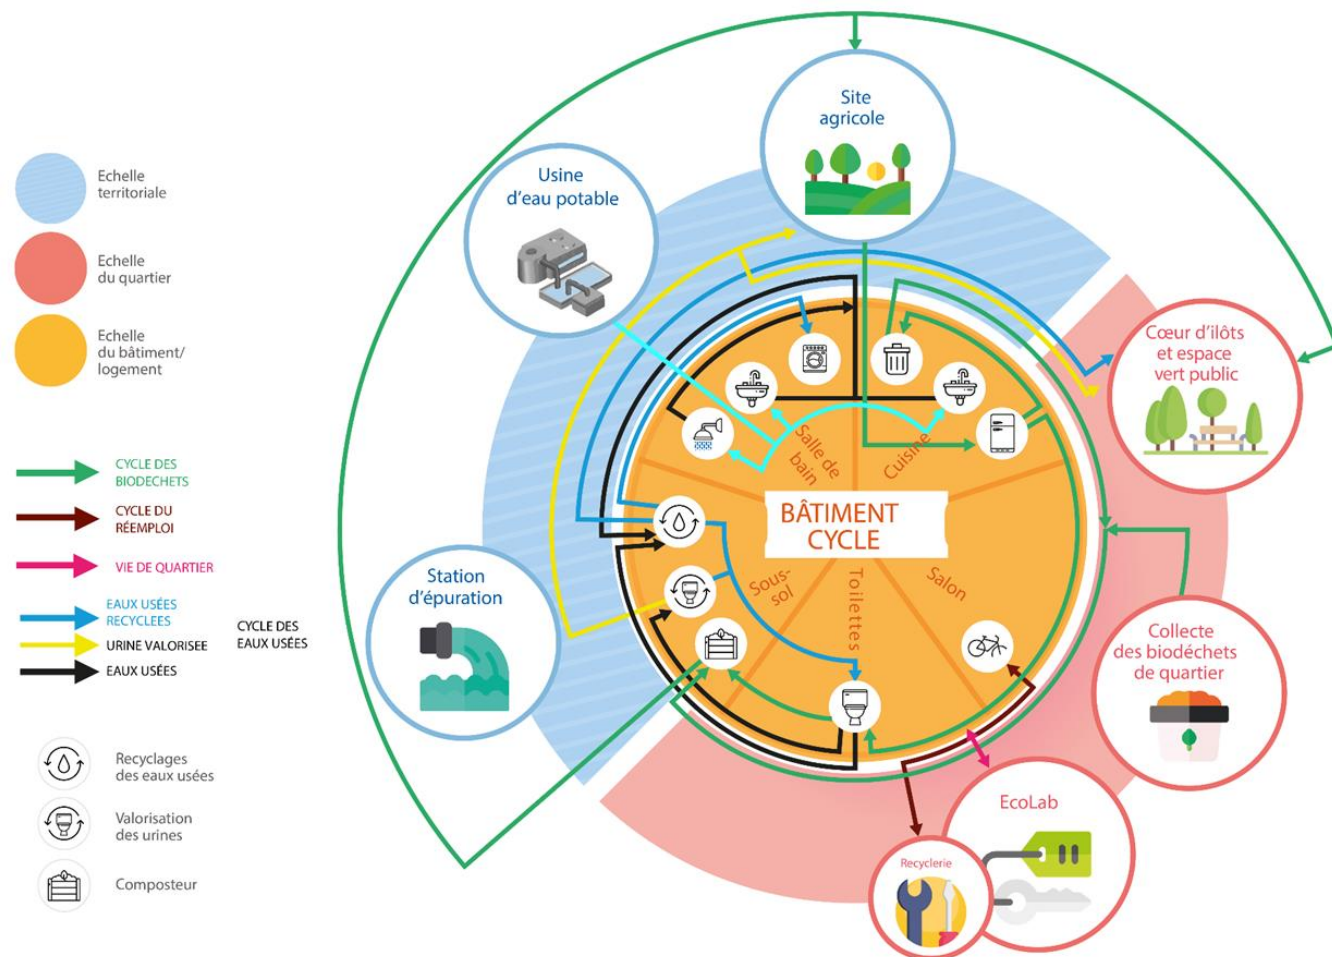 Echelle
territoriale
Echelle
du quartier
Echelle
du bâtiment/
logement
CYCLE DES
BIODECHETS
CYCLE DU
RÉEMPLOI
VIE DE QUARTIER
EAUX USÉES
RECYCLEES
URINE VALORISEE
EAUX USÉES
CYCLE DES
EAUX USÉES
Recyclages
des eaux usées
Valorisation
des urines
Composteur
Site
agricole
Usine
d'eau potable
Cœur d'ilôts
et espace
vert public
Salle de
bain
Cuisine
BÂTIMENT
CYCLE
Sous-
sol
Toilettes
Salon
Station
d'épuration
Collecte
des biodéchets
de quartier
EcoLab
Recyclerie